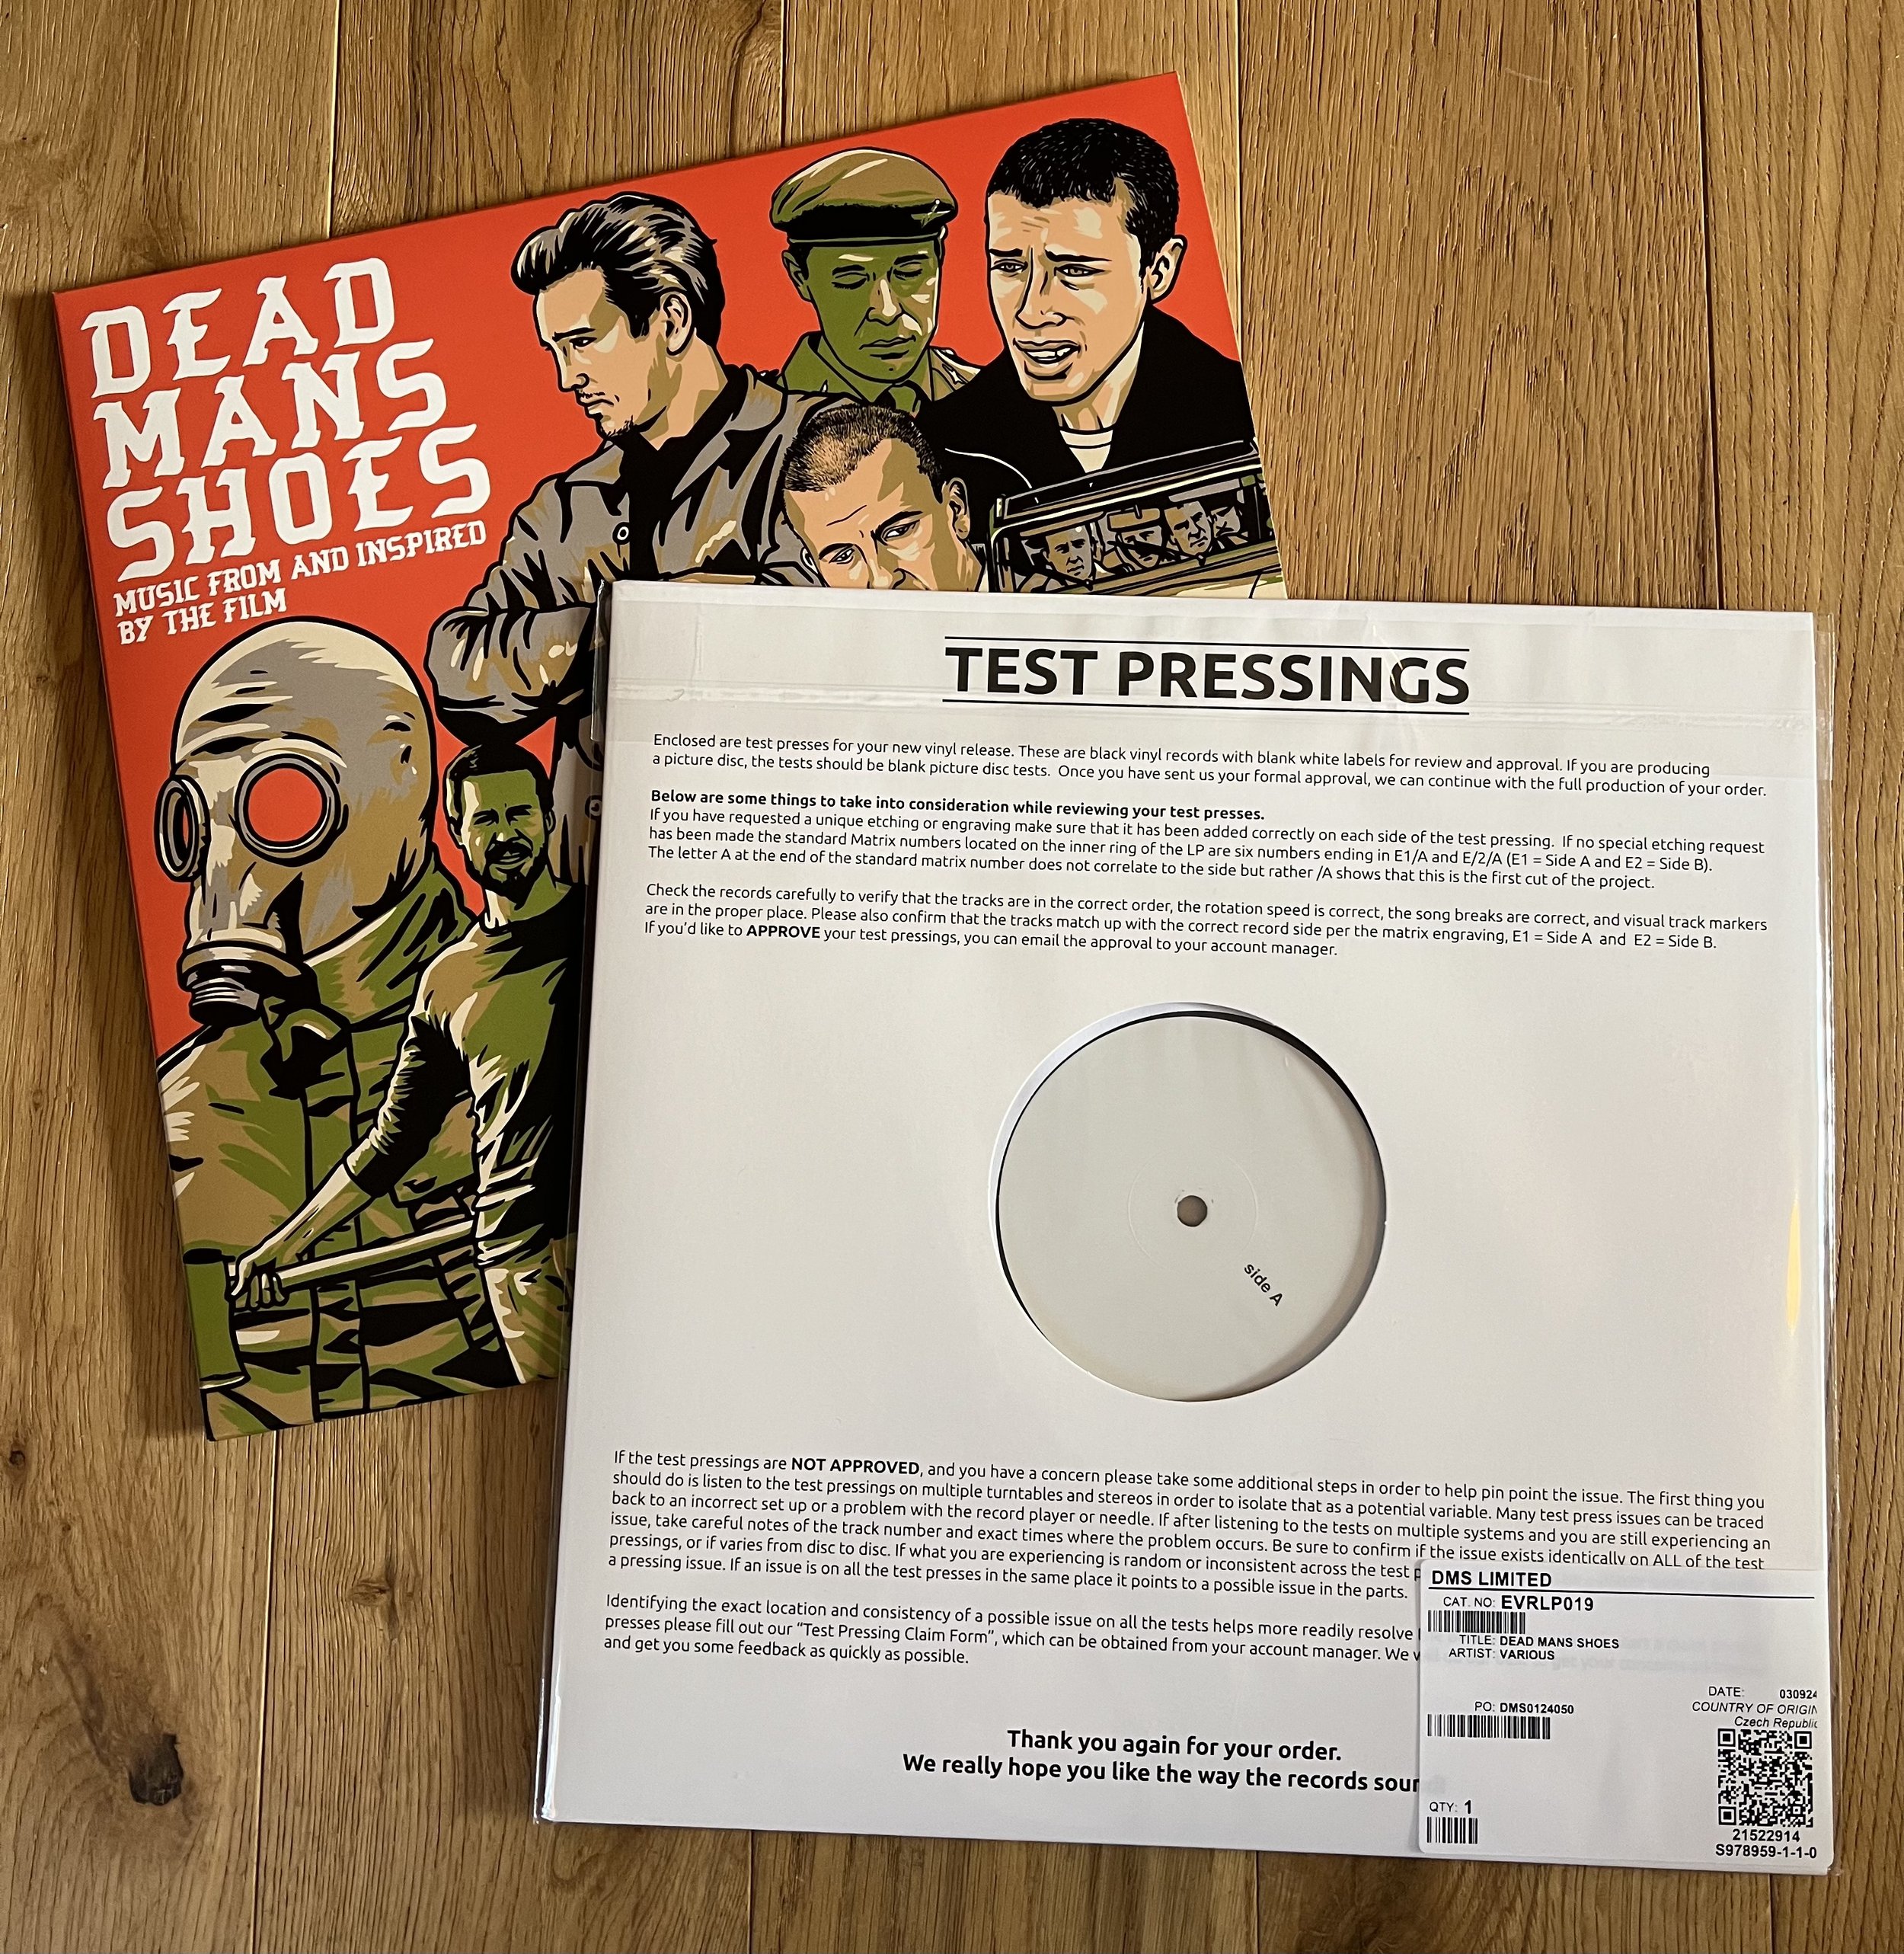 DEAD
MANS
SHOES
MUSIC FROM AND INSPIRED
BY THE FILM
TEST PRESSINGS
Enclosed are test presses for your new vinyl release. These are black vinyl records with blank white labels for review and approval. If you are producing
a picture disc, the tests should be blank picture disc tests. Once you have sent us your formal approval, we can continue with the full production of your order.
Below are some things to take into consideration while reviewing your test presses.
If you have requested a unique etching or engraving make sure that it has been added correctly on each side of the test pressing. If no special etching request
has been made the standard Matrix numbers located on the inner ring of the LP are six numbers ending in E1/A and E/2/A (E1 = Side A and E2 = Side B).
The letter A at the end of the standard matrix number does not correlate to the side but rather /A shows that this is the first cut of the project.
Check the records carefully to verify that the tracks are in the correct order, the rotation speed is correct, the song breaks are correct, and visual track markers
are in the proper place. Please also confirm that the tracks match up with the correct record side per the matrix engraving, E1 = Side A and E2 = Side B.
If you'd like to APPROVE your test pressings, you can email the approval to your account manager.
side A
If the test pressings are NOT APPROVED, and you have a concern please take some additional steps in order to help pin point the issue. The first thing you
should do is listen to the test pressings on multiple turntables and stereos in order to isolate that as a potential variable. Many test press issues can be traced
back to an incorrect set up or a problem with the record player or needle. If after listening to the tests on multiple systems and you are still experiencing an
issue, take careful notes of the track number and exact times where the problem occurs. Be sure to confirm if the issue exists identically on ALL of the test
pressings, or if varies from disc to disc. If what you are experiencing is random or inconsistent across the test
a pressing issue. If an issue is on all the test presses in the same place it points to a possible issue in the parts.
Identifying the exact location and consistency of a possible issue on all the tests helps more readily resolve
presses please fill out our "Test Pressing Claim Form", which can be obtained from your account manager. We
and get you some feedback as quickly as possible.
Thank you again for your order.
We really hope you like the way the records
DMS LIMITED
CAT. NO: EVRLP019
TITLE: DEAD MANS SHOES
ARTIST: VARIOUS
DATE: 030924
COUNTRY OF ORIGIN
Czech Republic
PO: DMS0124050
QTY: 1
21522914
S978959-1-1-0